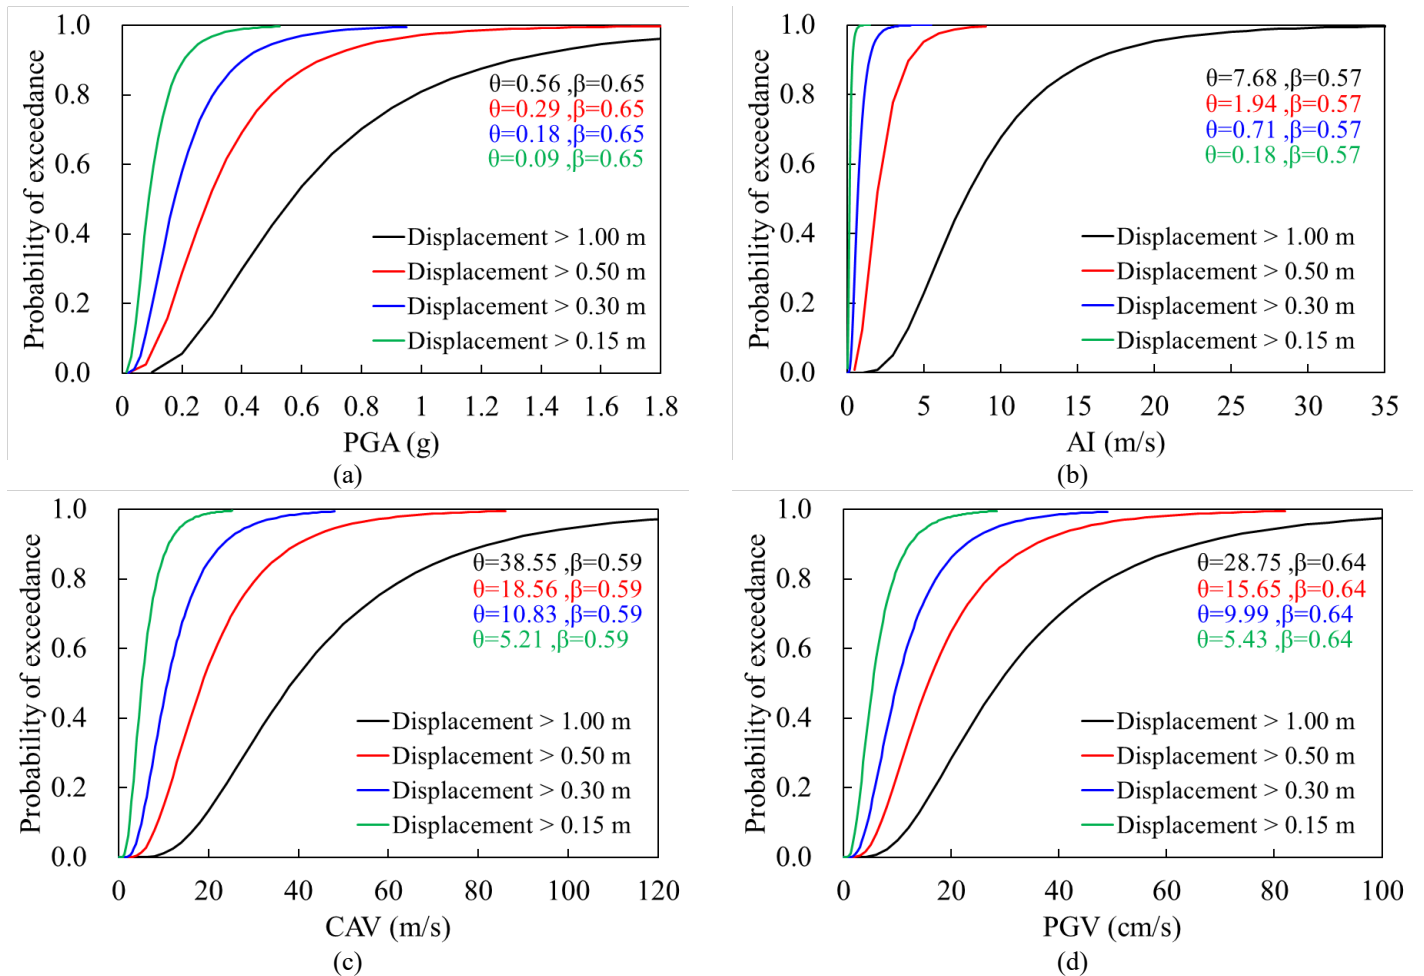 1.0
0.8
0.6
0.4
0.2
0.0
Probability of exceedance
θ=0.56 ,β=0.65
θ=0.29 ,β=0.65
θ=0.18 ,β=0.65
θ=0.09 ,β=0.65
Displacement > 1.00 m
Displacement > 0.50 m
Displacement > 0.30 m
Displacement > 0.15 m
0 0.2 0.4 0.6 0.8 1 1.2 1.4 1.6 1.8
PGA (g)
(a)
1.0
0.8
0.6
0.4
0.2
0.0
Probability of exceedance
θ=7.68 ,β=0.57
θ=1.94 ,β=0.57
θ=0.71 ,β=0.57
θ=0.18 ,β=0.57
Displacement > 1.00 m
Displacement > 0.50 m
Displacement > 0.30 m
Displacement > 0.15 m
0 5 10 15 20 25 30 35
AI (m/s)
(b)
1.0
0.8
0.6
0.4
0.2
0.0
Probability of exceedance
θ=38.55 ,β=0.59
θ=18.56 ,β=0.59
θ=10.83 ,β=0.59
θ=5.21 ,β=0.59
Displacement > 1.00 m
Displacement > 0.50 m
Displacement > 0.30 m
Displacement > 0.15 m
0 20 40 60 80 100 120
CAV (m/s)
(c)
1.0
0.8
0.6
0.4
0.2
0.0
Probability of exceedance
θ=28.75 ,β=0.64
θ=15.65 ,β=0.64
θ=9.99 ,β=0.64
θ=5.43 ,β=0.64
Displacement > 1.00 m
Displacement > 0.50 m
Displacement > 0.30 m
Displacement > 0.15 m
0 20 40 60 80 100
PGV (cm/s)
(d)